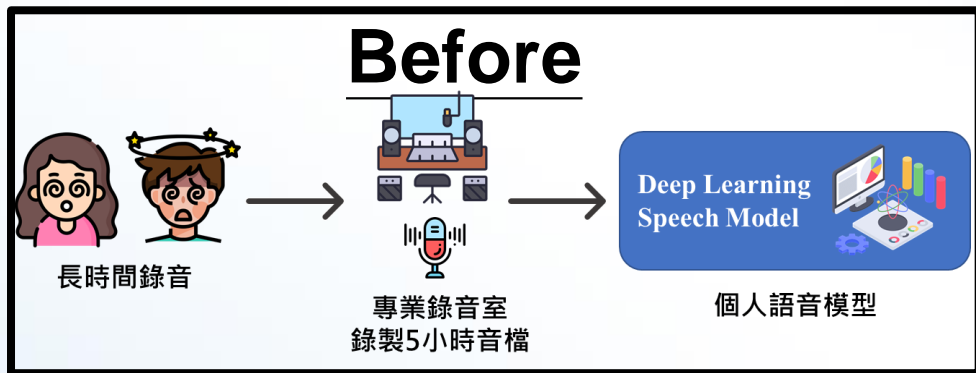 Before
長時間錄音
專業錄音室
錄製5小時音檔
Deep Learning
Speech Model
個人語音模型